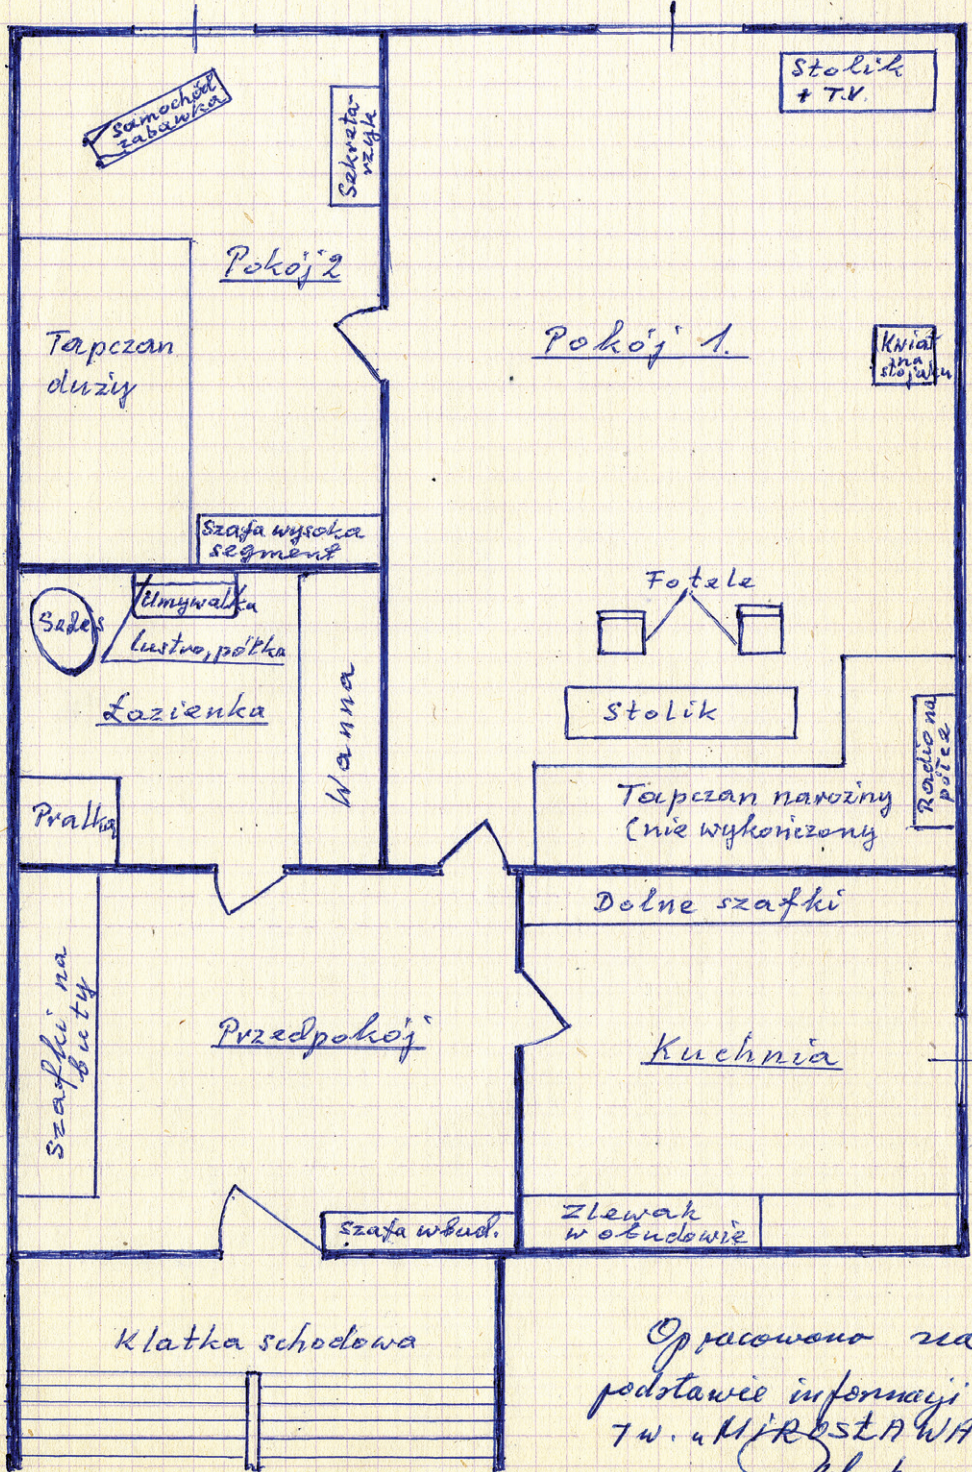 Stolik
+ T.V.
samochód
zabawka
Sekreta-
rzyk
Pokój 2
Pokój 1.
Kwiat
na
stojaku
Tapczan
duży
Szafa wysoka
segment
Fotele
Sedes
Umywalka
lustro, półka
Łazienka
Wanna
Stolik
Radio na
półce
Pralka
Tapczan narożny
(nie wykończony
Dolne szafki
Szafki na
buty
Przedpokój
Kuchnia
Zlewak
w obudowie
szafa wbud.
Klatka schodowa
Opracowano na
podstawie informacji
TW. "MIROSŁAWA